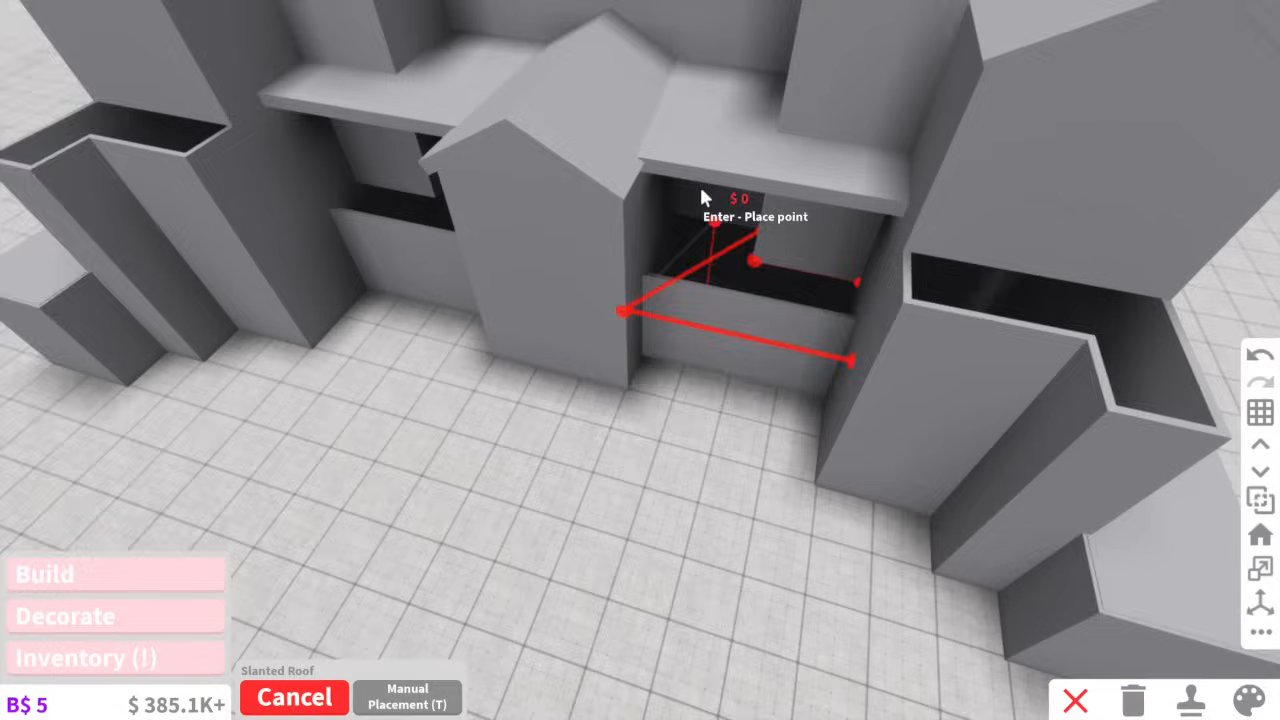 $ 0
Enter - Place point
Build
Decorate
Inventory (!)
B$ 5
$ 385.1K+
Slanted Roof
Cancel
Manual
Placement (T)